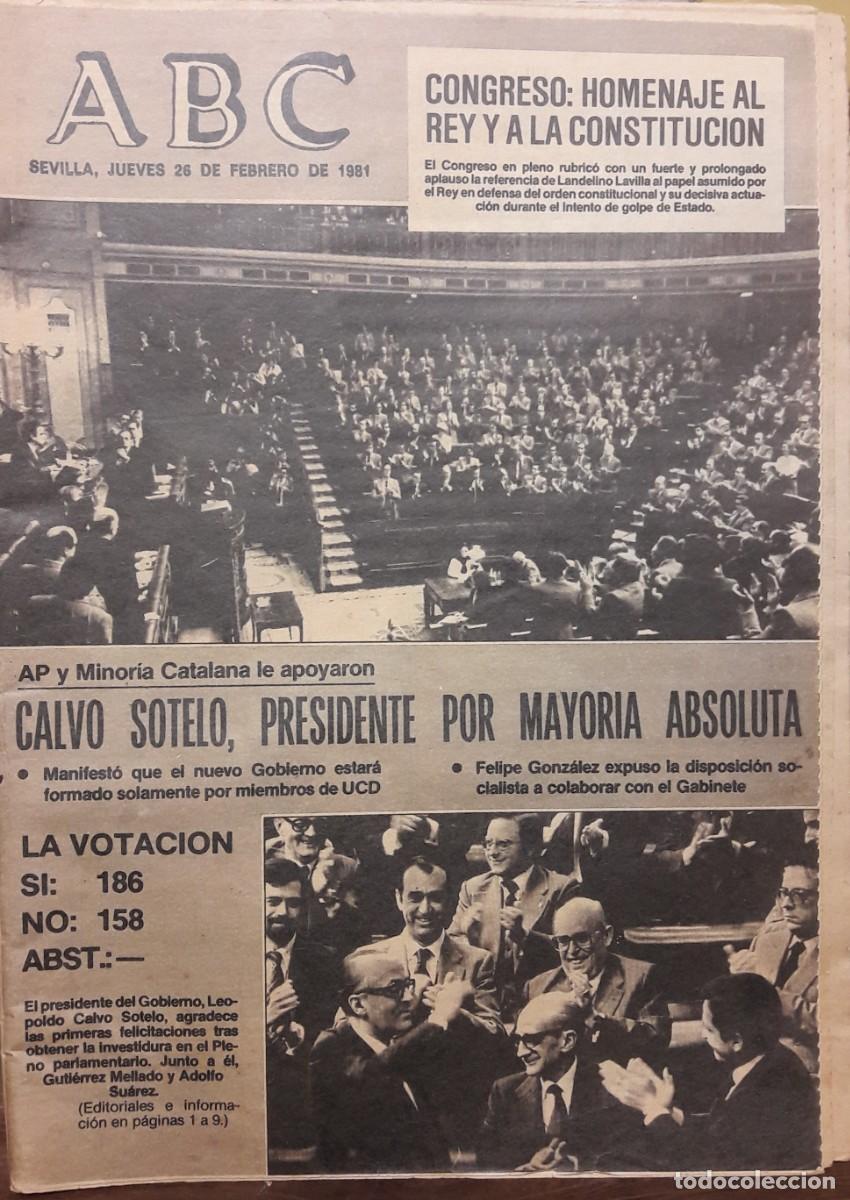 ABC
SEVILLA, JUEVES 26 DE FEBRERO DE 1981
CONGRESO: HOMENAJE AL
REY Y A LA CONSTITUCION
El Congreso en pleno rubricó con un fuerte y prolongado
aplauso la referencia de Landelino Lavilla al papel asumido por
el Rey en defensa del orden constitucional y su decisiva actua-
ción durante el intento de golpe de Estado.
AP y Minoría Catalana le apoyaron
CALVO SOTELO, PRESIDENTE POR MAYORIA ABSOLUTA
● Manifestó que el nuevo Gobierno estará
formado solamente por miembros de UCD
● Felipe González expuso la disposición so-
cialista a colaborar con el Gabinete
LA VOTACION
SI: 186
NO: 158
ABST.: —
El presidente del Gobierno, Leo-
poldo Calvo Sotelo, agradece
las primeras felicitaciones tras
obtener la investidura en el Ple-
no parlamentario. Junto a él,
Gutiérrez Mellado y Adolfo
Suárez.
(Editoriales e informa-
ción en páginas 1 a 9.)
todocoleccion